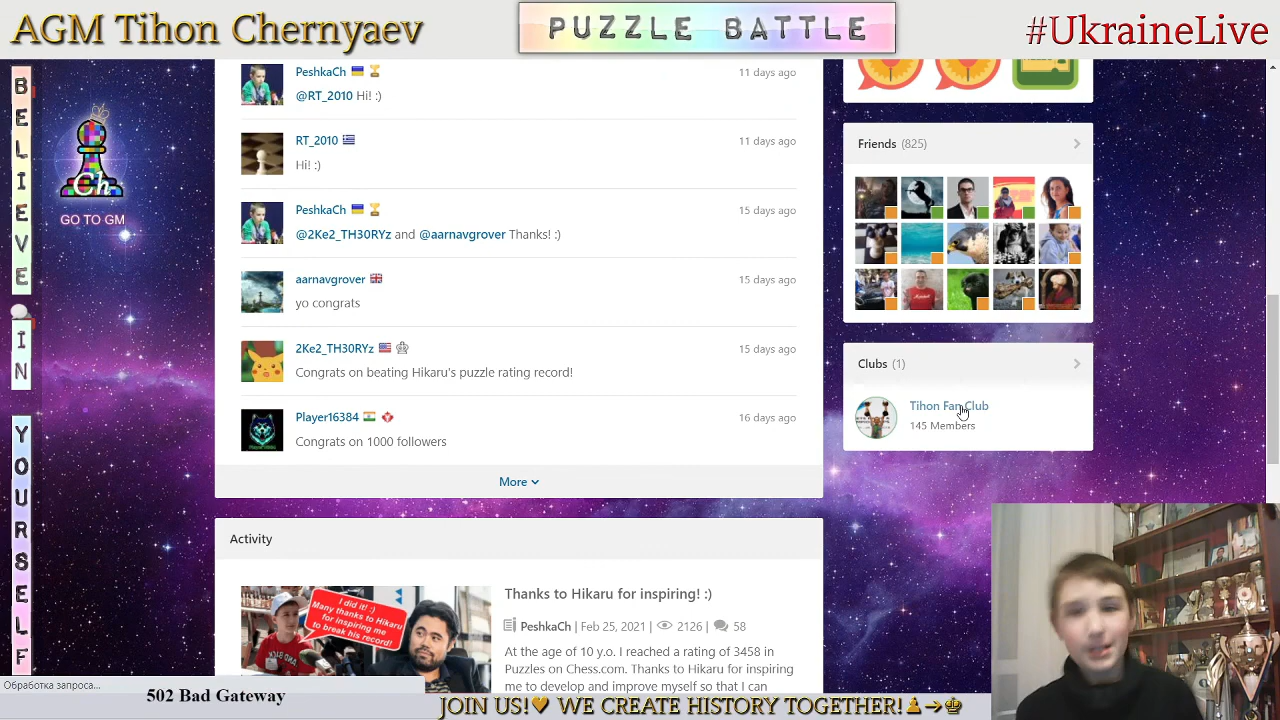 AGM Tihon Chernyaev
PUZZLE BATTLE
#UkraineLive
BELIEVE
IN
YOURSELF
Ch
GO TO GM
PeshkaCh
11 days ago
@RT_2010 Hi! :)
RT_2010
11 days ago
Hi! :)
PeshkaCh
15 days ago
@2Ke2_TH30RYz and @aarnavgrover Thanks! :)
aarnavgrover
15 days ago
yo congrats
2Ke2_TH30RYz
15 days ago
Congrats on beating Hikaru's puzzle rating record!
Player16384
16 days ago
Congrats on 1000 followers
More
Friends (825)
Clubs (1)
Tihon Fan Club
145 Members
Activity
I did it! :)
Many thanks to Hikaru
for inspiring me
to break his record!
Thanks to Hikaru for inspiring! :)
PeshkaCh | Feb 25, 2021 | 2126 | 58
At the age of 10 y.o. I reached a rating of 3458 in
Puzzles on Chess.com. Thanks to Hikaru for inspiring
me to develop and improve myself so that I can
Обработка запроса...
502 Bad Gateway
JOIN US!♥ WE CREATE HISTORY TOGETHER!♟→♔